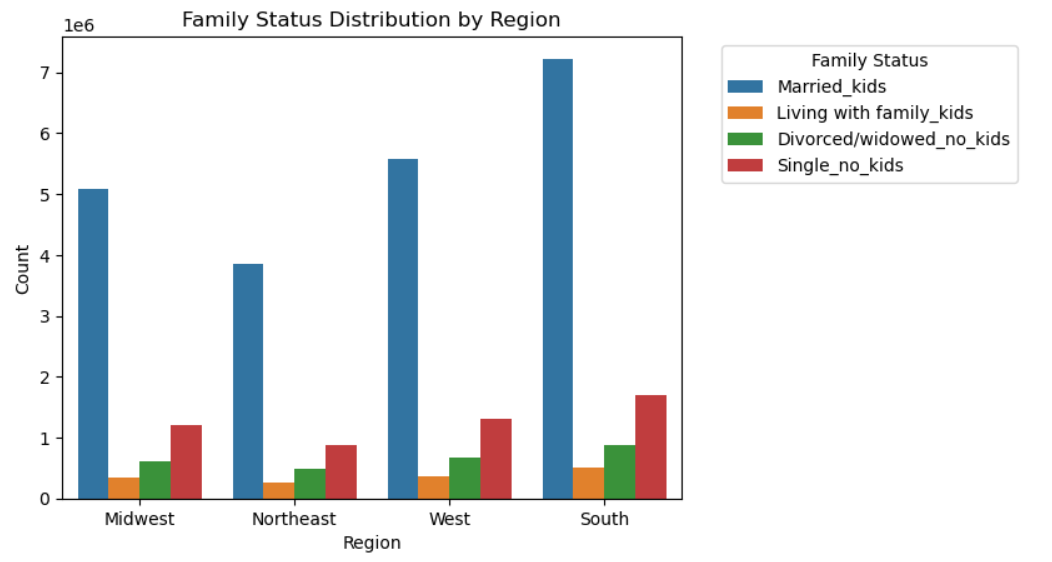 Family Status Distribution by Region
1e6
7
6
5
4
3
2
1
0
Count
Midwest
Northeast
West
South
Region
Family Status
Married_kids
Living with family_kids
Divorced/widowed_no_kids
Single_no_kids